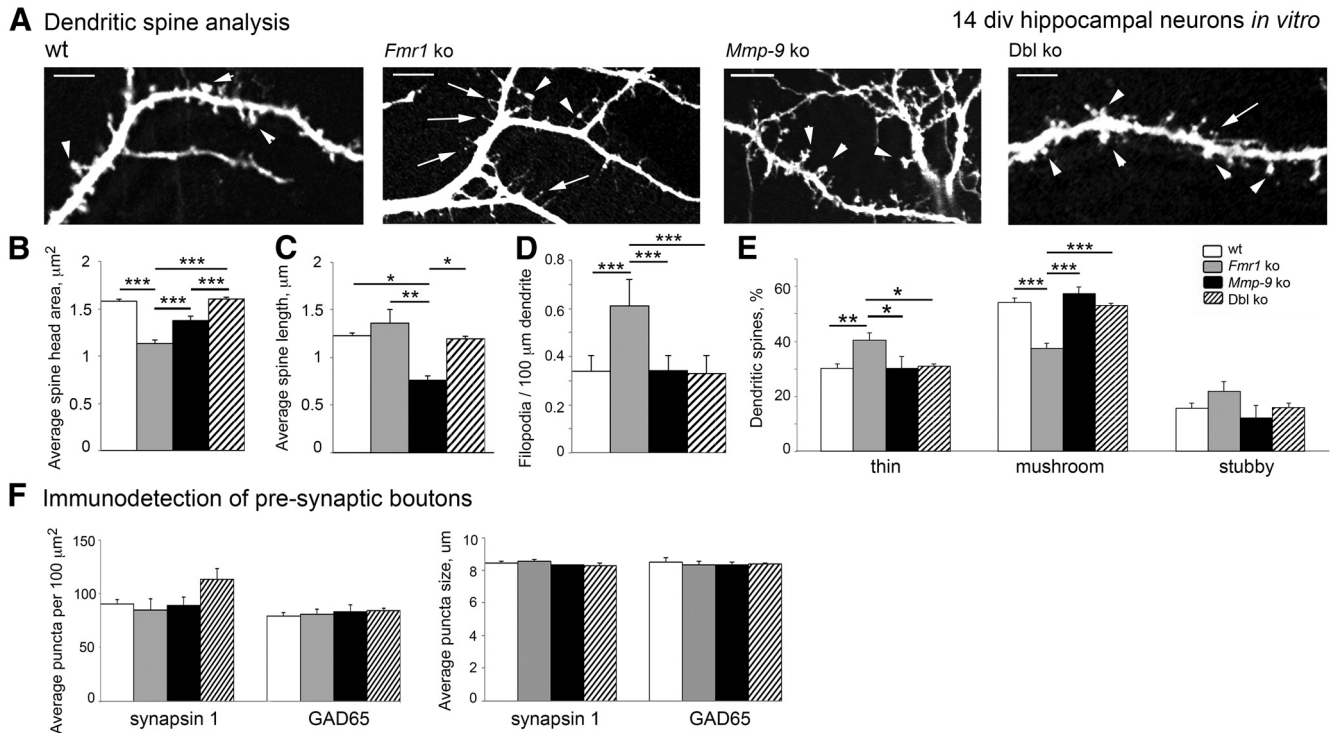 A Dendritic spine analysis
14 div hippocampal neurons in vitro
wt
Fmr1 ko
Mmp-9 ko
Dbl ko
B
Average spine head area, µm²
2
1.5
1
0.5
0
***
***
***
***
C
Average spine length, µm
2
1.5
1
0.5
0
*
*
**
D
Filopodia / 100 µm dendrite
0.8
0.6
0.4
0.2
0
***
***
***
E
Dendritic spines, %
60
40
20
0
*
**
*
***
***
***
thin
mushroom
stubby
wt
Fmr1 ko
Mmp-9 ko
Dbl ko
F Immunodetection of pre-synaptic boutons
Average puncta per 100 µm²
150
100
50
0
synapsin 1
GAD65
Average puncta size, um
10
8
6
4
2
0
synapsin 1
GAD65